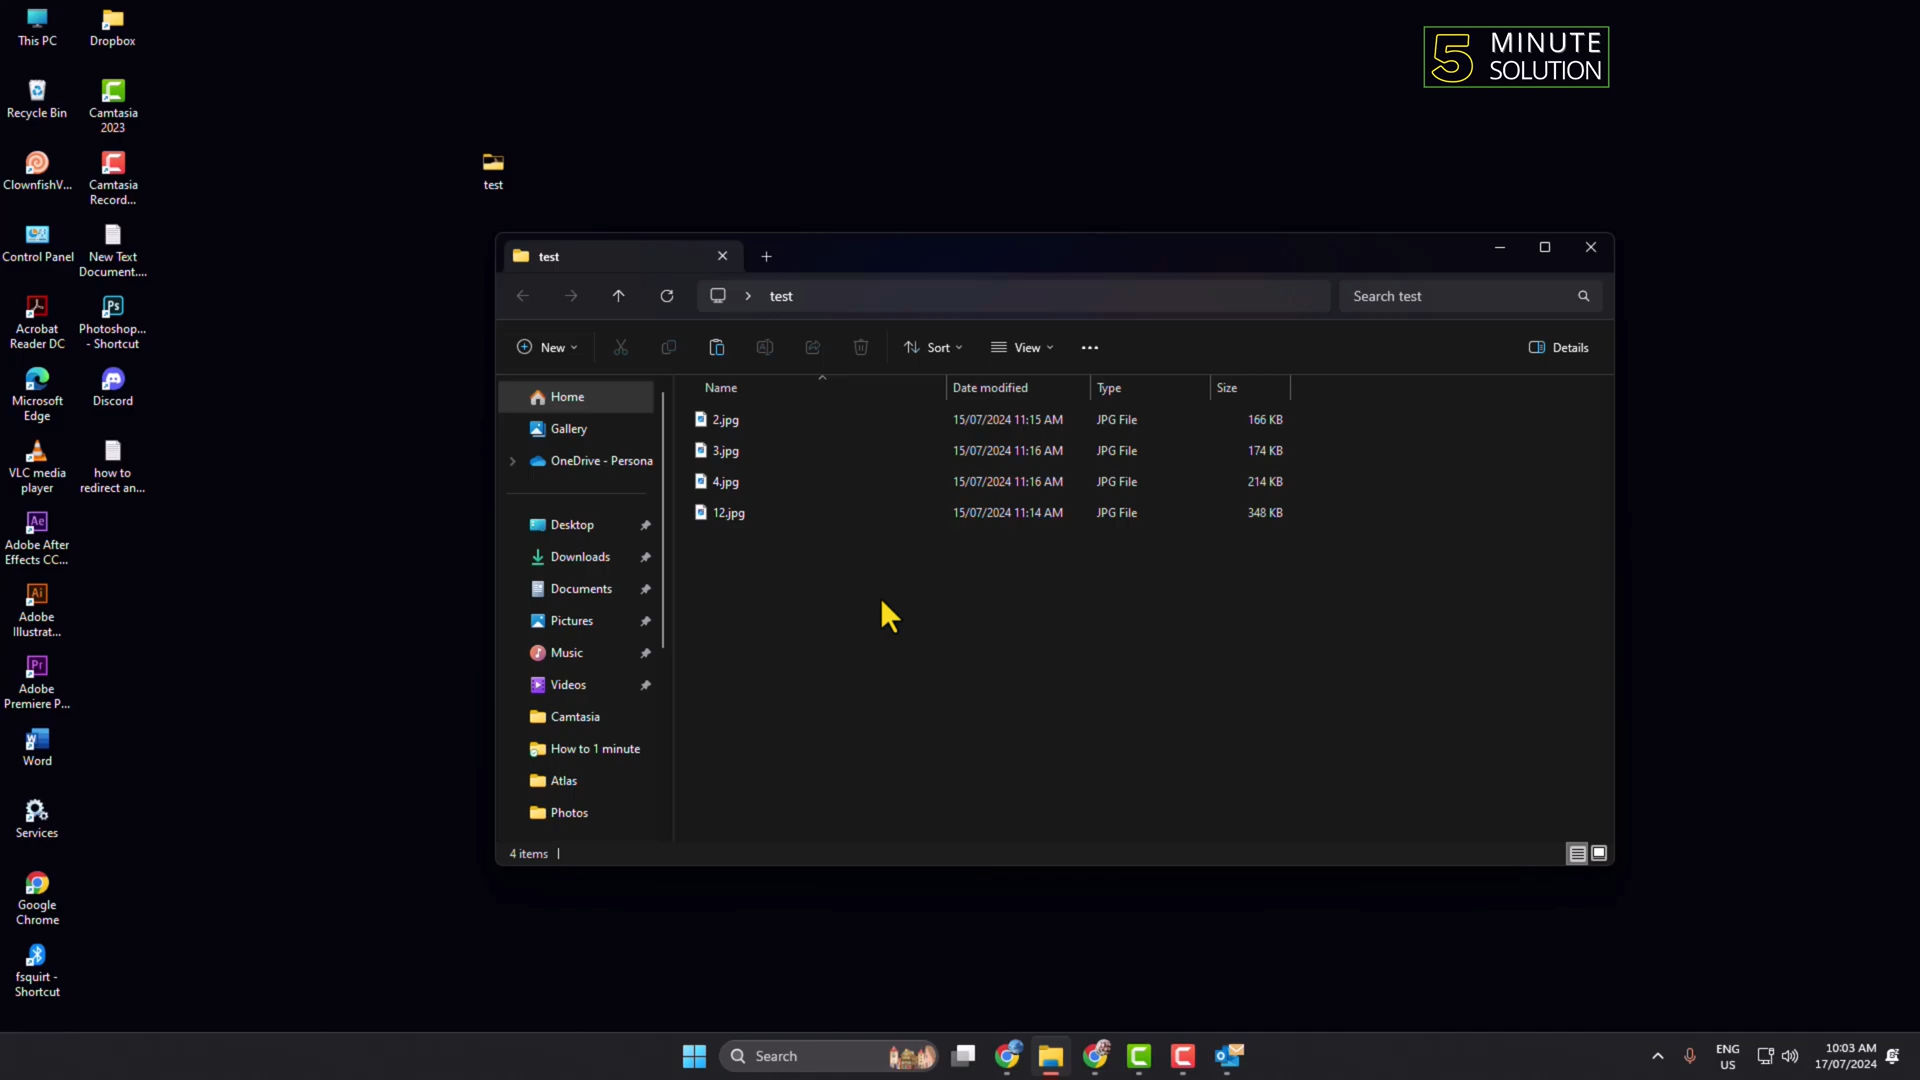 This PC
Dropbox
Recycle Bin
Camtasia
2023
ClownfishV...
Camtasia
Record...
Control Panel
New Text
Document....
Acrobat
Reader DC
Photoshop...
- Shortcut
Microsoft
Edge
Discord
VLC media
player
how to
redirect an...
Adobe After
Effects CC...
Adobe
Illustrat...
Adobe
Premiere P...
Word
Services
Google
Chrome
fsquirt -
Shortcut
test
5 MINUTE
SOLUTION
test
test
Search test
New
Sort
View
Details
Home
Gallery
OneDrive - Persona
Desktop
Downloads
Documents
Pictures
Music
Videos
Camtasia
How to 1 minute
Atlas
Photos
Name Date modified Type Size
2.jpg 15/07/2024 11:15 AM JPG File 166 KB
3.jpg 15/07/2024 11:16 AM JPG File 174 KB
4.jpg 15/07/2024 11:16 AM JPG File 214 KB
12.jpg 15/07/2024 11:14 AM JPG File 348 KB
4 items
Search
ENG
US
10:03 AM
17/07/2024